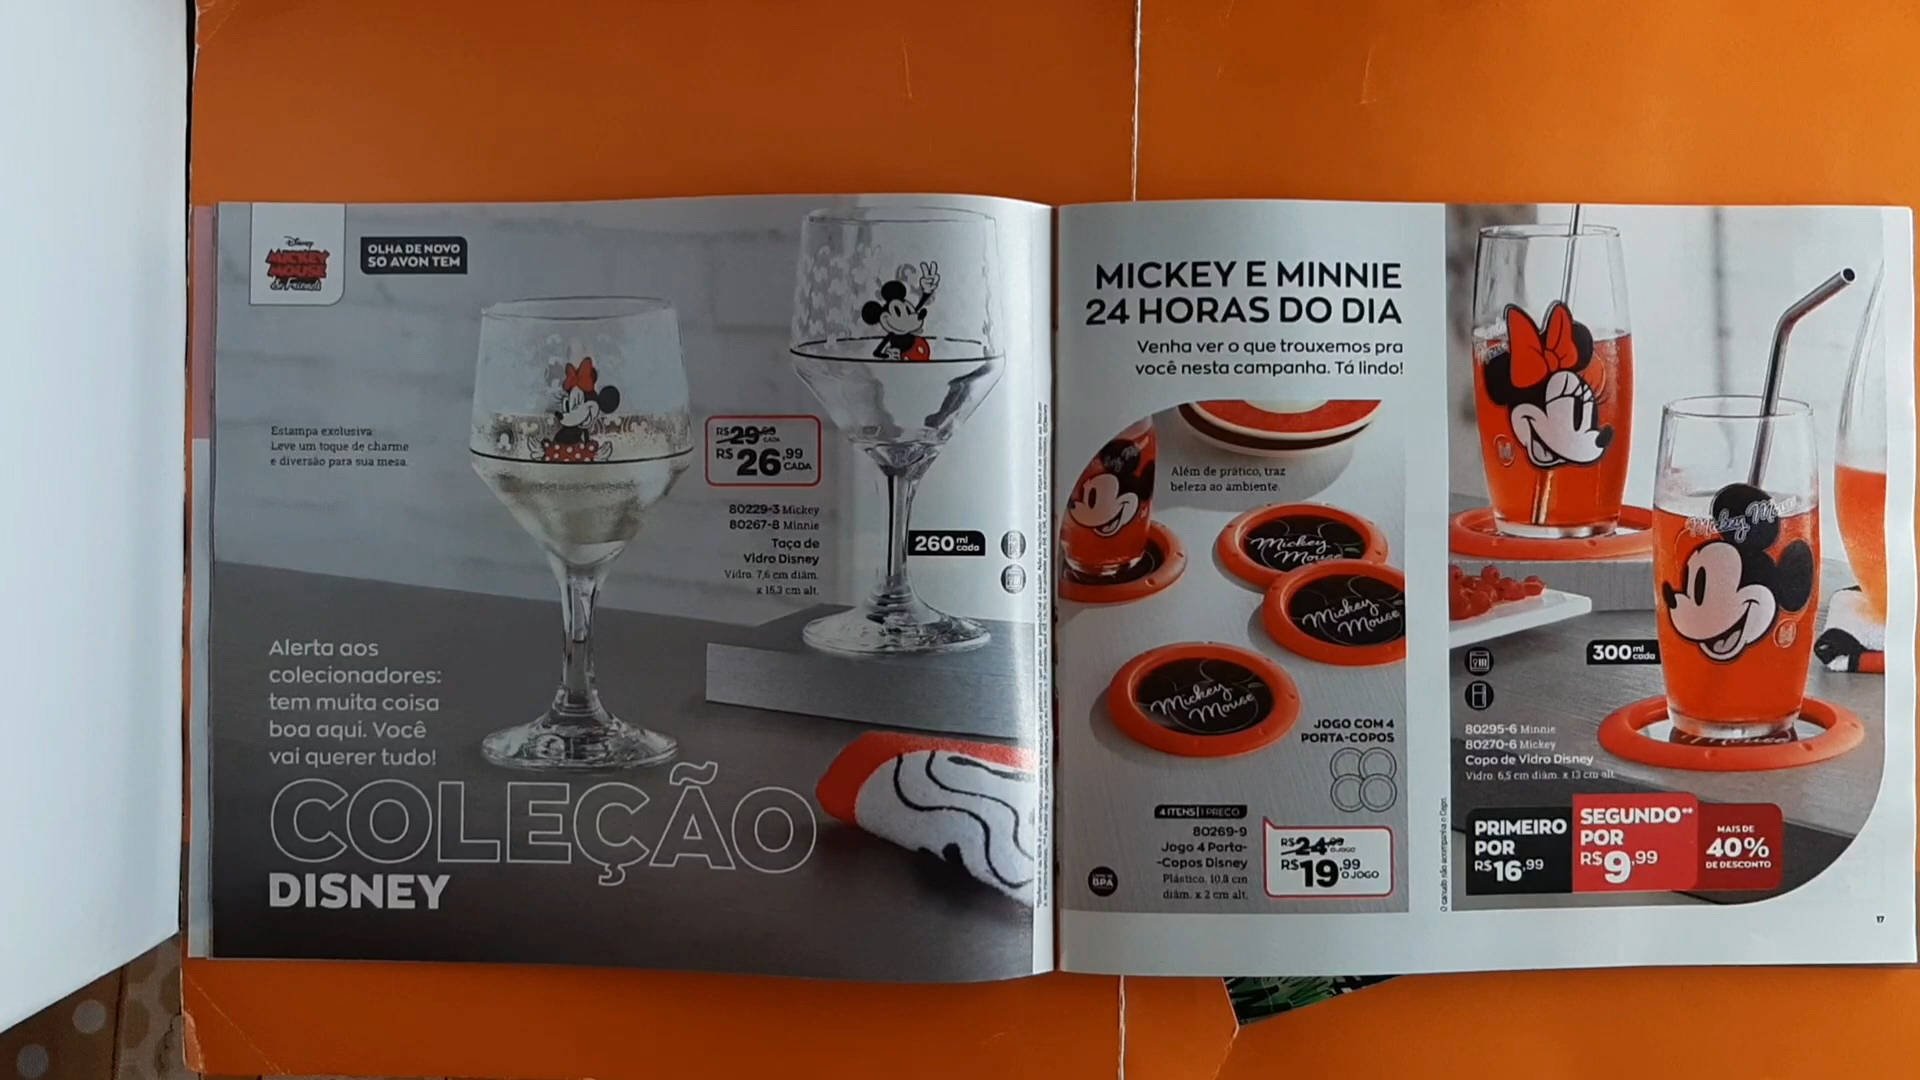 Disney
MICKEY
MOUSE
& Friends
OLHA DE NOVO
SÓ AVON TEM
Estampa exclusiva:
Leve um toque de charme
e diversão para sua mesa.
R$29,99
CADA
R$26,99
CADA
80229-3 Mickey
80267-8 Minnie
Taça de
Vidro Disney
Vidro. 7,6 cm diâm.
x 16,3 cm alt.
260 ml
cada
Alerta aos
colecionadores:
tem muita coisa
boa aqui. Você
vai querer tudo!
COLEÇÃO
DISNEY
MICKEY E MINNIE
24 HORAS DO DIA
Venha ver o que trouxemos pra
você nesta campanha. Tá lindo!
Além de prático, traz
beleza ao ambiente.
Mickey
Mouse
Mickey
Mouse
Mickey
Mouse
JOGO COM 4
PORTA-COPOS
4 ITENS | 1 PREÇO
80269-9
Jogo 4 Porta-
-Copos Disney
Plástico. 10,8 cm
diâm. x 2 cm alt.
BPA
R$24,99
O JOGO
R$19,99
O JOGO
Mickey Mouse
300 ml
cada
80295-6 Minnie
80270-6 Mickey
Copo de Vidro Disney
Vidro. 6,5 cm diâm. x 13 cm alt.
O canudo não acompanha o Copo.
PRIMEIRO
POR
R$16,99
SEGUNDO**
POR
R$9,99
MAIS DE
40%
DE DESCONTO
17